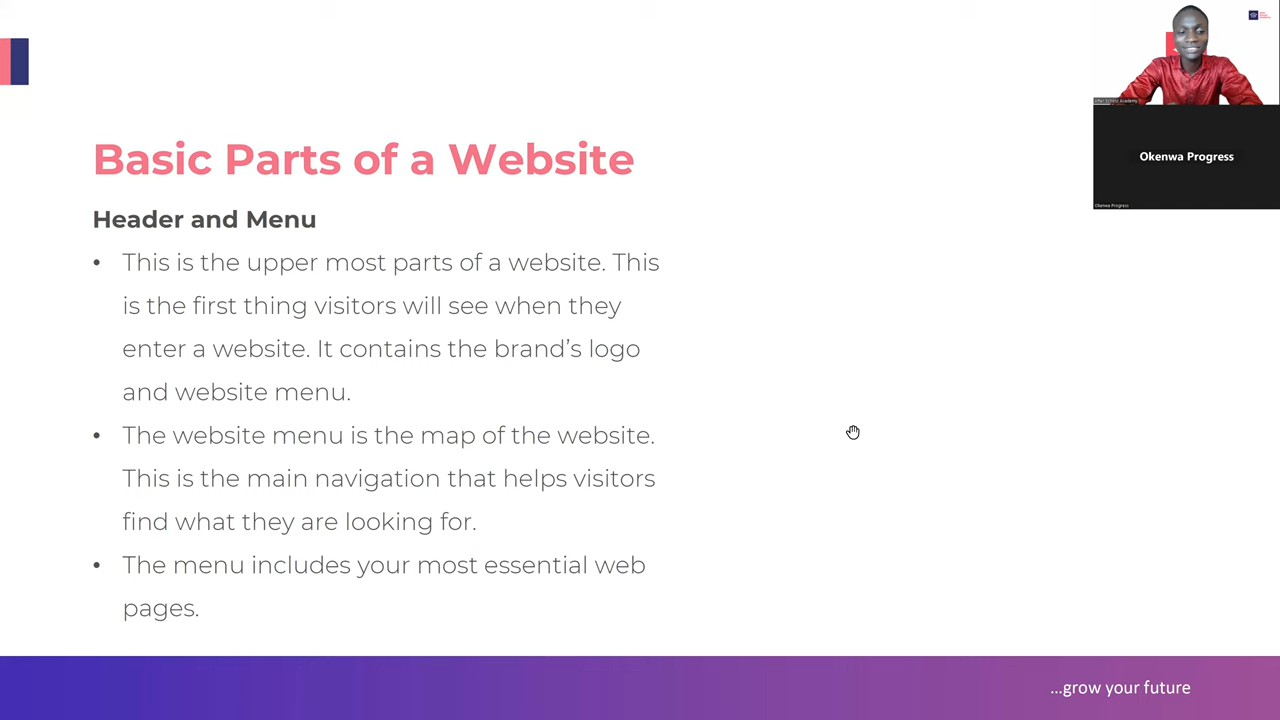 Basic Parts of a Website
Header and Menu
• This is the upper most parts of a website. This
is the first thing visitors will see when they
enter a website. It contains the brand’s logo
and website menu.
• The website menu is the map of the website.
This is the main navigation that helps visitors
find what they are looking for.
• The menu includes your most essential web
pages.
...grow your future
Okenwa Progress
Okenwa Progress